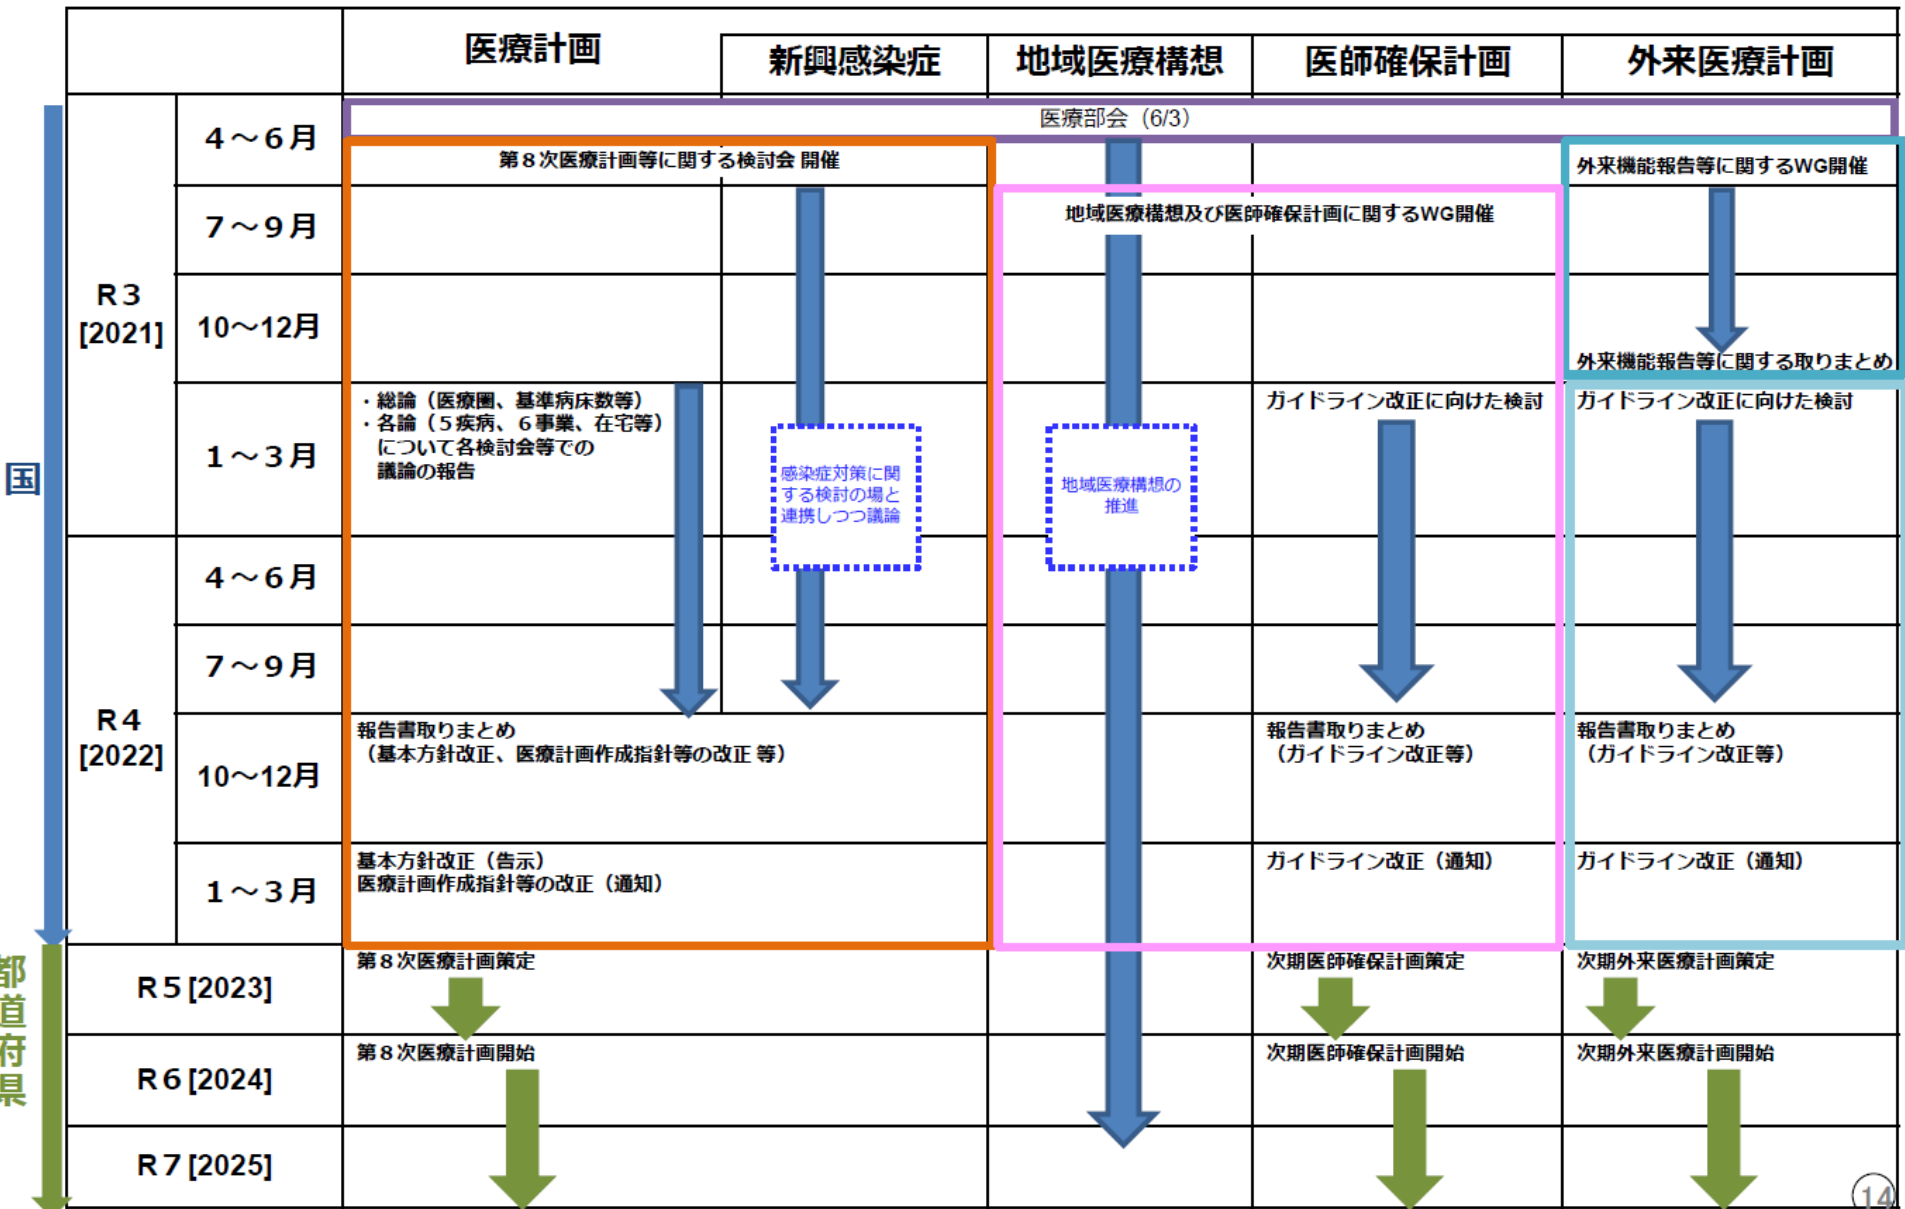 医療計画
新興感染症
地域医療構想
医師確保計画
外来医療計画
国
都道府県
R3
[2021]
4～6月
医療部会（6/3）
第8次医療計画等に関する検討会 開催
外来機能報告等に関するWG開催
7～9月
地域医療構想及び医師確保計画に関するWG開催
10～12月
外来機能報告等に関する取りまとめ
1～3月
・総論（医療圏、基準病床数等）
・各論（5疾病、6事業、在宅等）
について各検討会等での
議論の報告
感染症対策に関
する検討の場と
連携しつつ議論
地域医療構想の
推進
ガイドライン改正に向けた検討
ガイドライン改正に向けた検討
R4
[2022]
4～6月
7～9月
10～12月
報告書取りまとめ
（基本方針改正、医療計画作成指針等の改正 等）
報告書取りまとめ
（ガイドライン改正等）
報告書取りまとめ
（ガイドライン改正等）
1～3月
基本方針改正（告示）
医療計画作成指針等の改正（通知）
ガイドライン改正（通知）
ガイドライン改正（通知）
R5[2023]
第8次医療計画策定
次期医師確保計画策定
次期外来医療計画策定
R6[2024]
第8次医療計画開始
次期医師確保計画開始
次期外来医療計画開始
R7[2025]
14